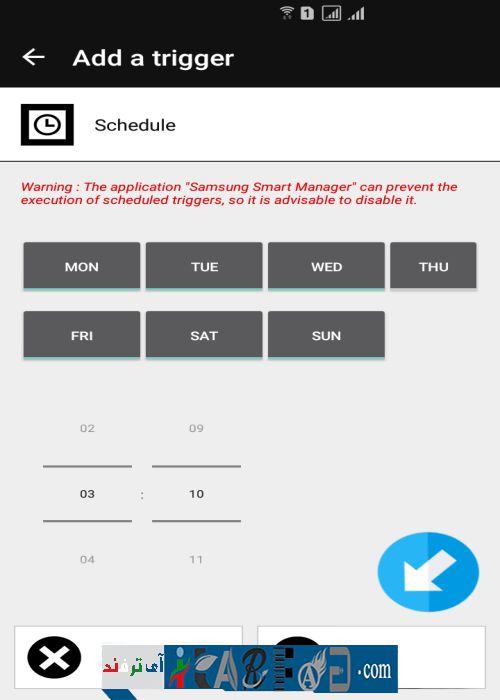 1
Add a trigger
Schedule
Warning : The application "Samsung Smart Manager" can prevent the
execution of scheduled triggers, so it is advisable to disable it.
MON TUE WED THU
FRI SAT SUN
02 09
03 : 10
04 11
آی ترفند
.com